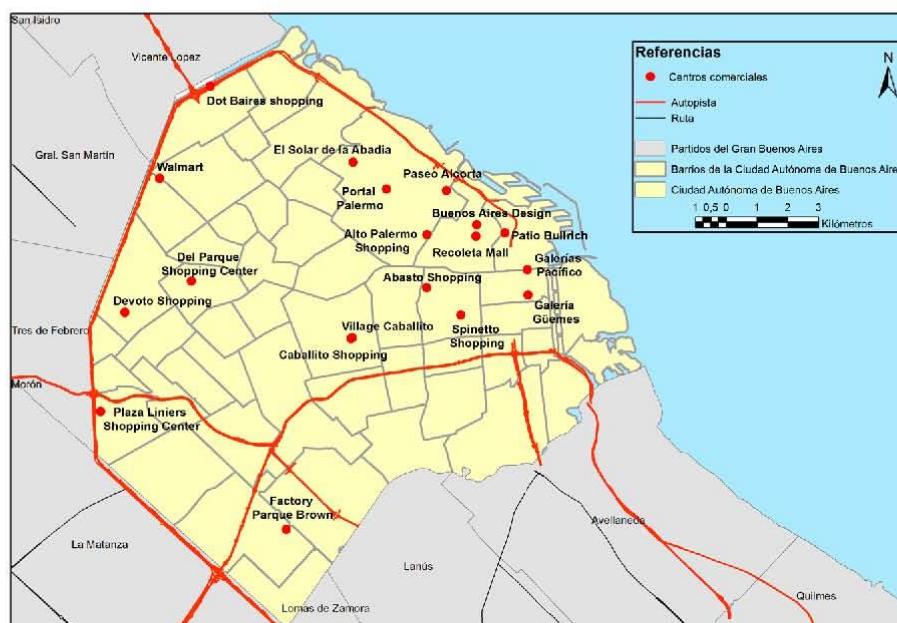 San Isidro
Vicente Lopez
Dot Baires shopping
Gral. San Martín
Walmart
El Solar de la Abadia
Portal
Palermo
Paseo Alcorta
Buenos Aires Design
Alto Palermo
Shopping
Recoleta Mall
Patio Bullrich
Del Parque
Shopping Center
Galerías
Pacífico
Abasto Shopping
Devoto Shopping
Galería
Güemes
Tres de Febrero
Village Caballito
Spinetto
Shopping
Caballito Shopping
Morón
Plaza Liniers
Shopping Center
Factory
Parque Brown
La Matanza
Lanús
Avellaneda
Quilmes
Lomas de Zamora
Referencias
N
Centros comerciales
Autopista
Ruta
Partidos del Gran Buenos Aires
Barrios de la Ciudad Autónoma de Buenos Aires
Ciudad Autónoma de Buenos Aires
1 0,5 0 1 2 3
Kilómetros